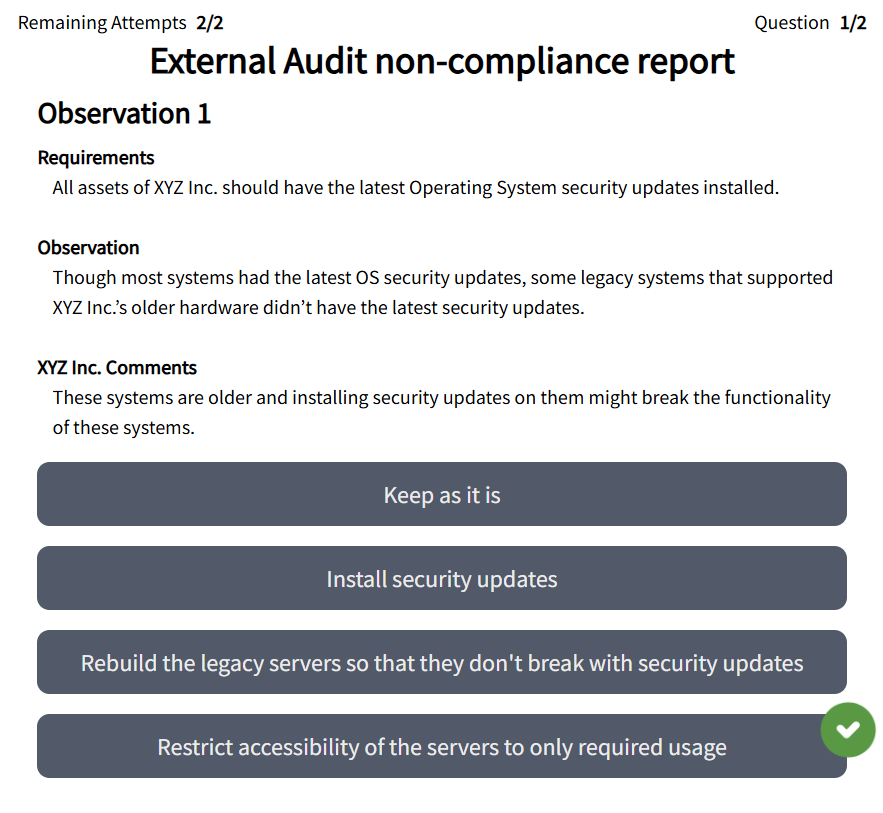 Remaining Attempts 2/2
Question 1/2
External Audit non-compliance report
Observation 1
Requirements
All assets of XYZ Inc. should have the latest Operating System security updates installed.
Observation
Though most systems had the latest OS security updates, some legacy systems that supported
XYZ Inc.’s older hardware didn’t have the latest security updates.
XYZ Inc. Comments
These systems are older and installing security updates on them might break the functionality
of these systems.
Keep as it is
Install security updates
Rebuild the legacy servers so that they don't break with security updates
Restrict accessibility of the servers to only required usage